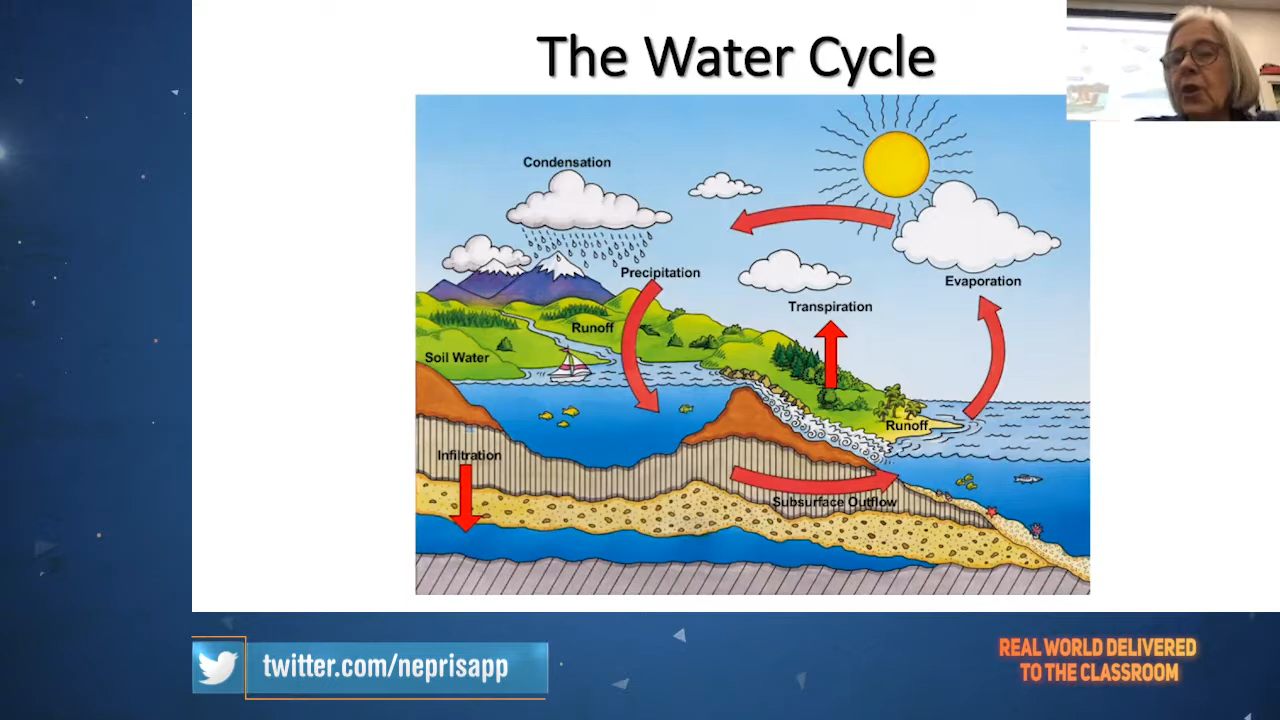 The Water Cycle
Condensation
Precipitation
Evaporation
Transpiration
Runoff
Soil Water
Runoff
Infiltration
Subsurface Outflow
twitter.com/neprisapp
REAL WORLD DELIVERED
TO THE CLASSROOM